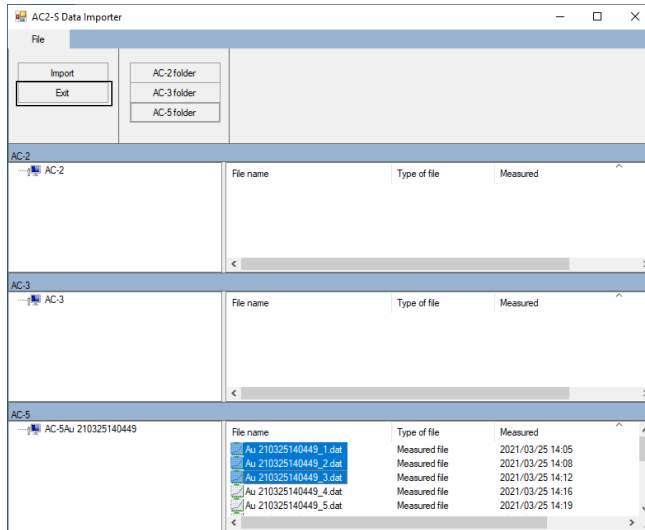 AC2-S Data Importer
File
Import
Exit
AC-2 folder
AC-3 folder
AC-5 folder
AC-2
AC-2
File name Type of file Measured
AC-3
AC-3
File name Type of file Measured
AC-5
AC-5Au 210325140449
File name Type of file Measured
Au 210325140449_1.dat Measured file 2021/03/25 14:05
Au 210325140449_2.dat Measured file 2021/03/25 14:08
Au 210325140449_3.dat Measured file 2021/03/25 14:12
Au 210325140449_4.dat Measured file 2021/03/25 14:16
Au 210325140449_5.dat Measured file 2021/03/25 14:19